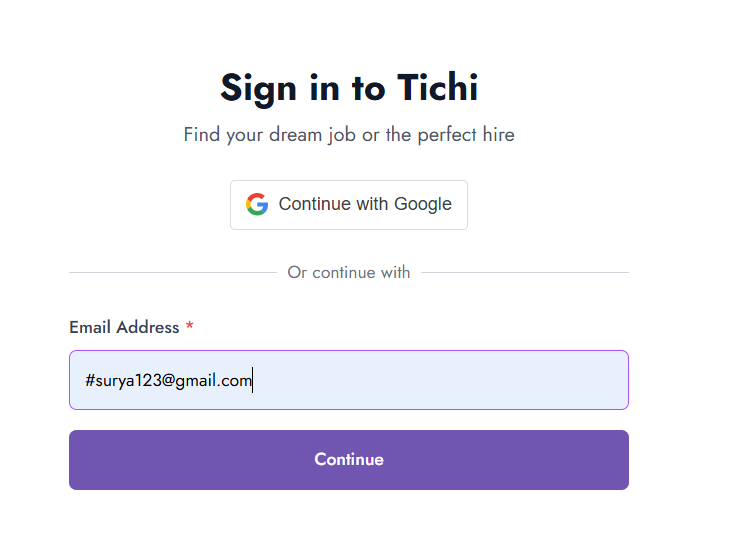 Sign in to Tichi
Find your dream job or the perfect hire
Continue with Google
Or continue with
Email Address *
#surya123@gmail.com
Continue